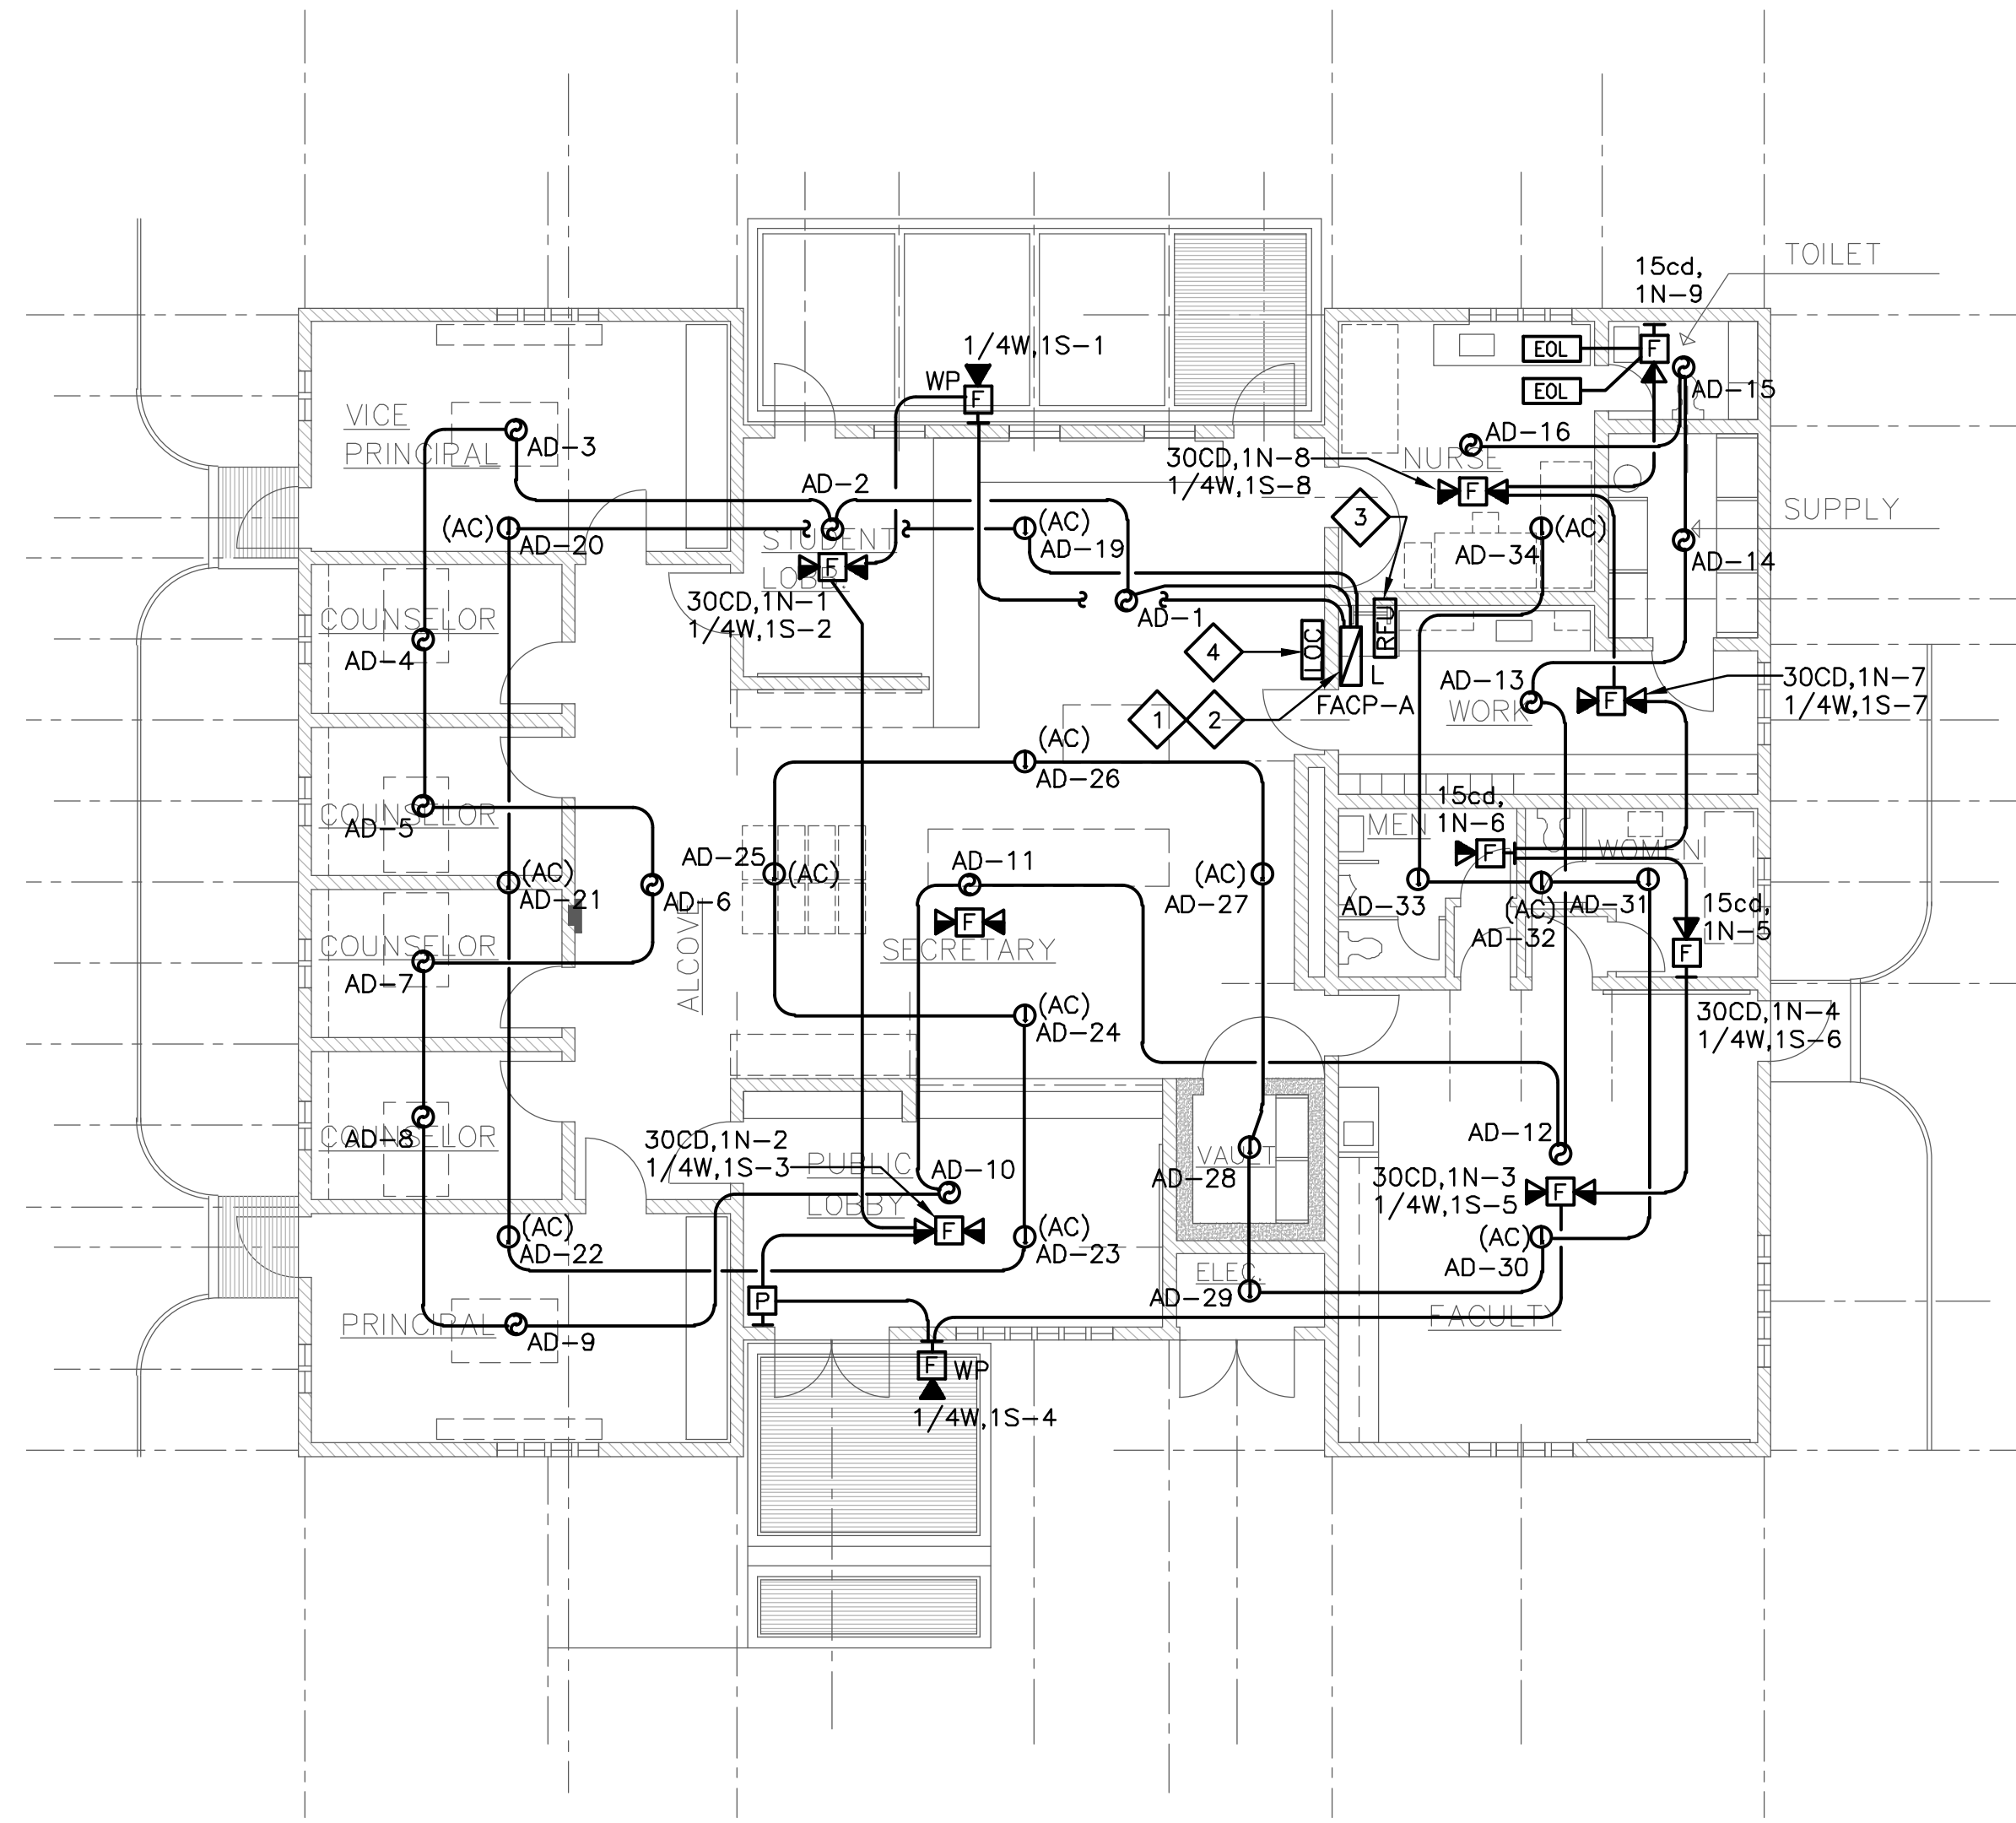 TOILET
15cd,
1N-9
1/4W,1S-1
WP
F
F
EOL
EOL
AD-15
VICE
PRINCIPAL
AD-3
AD-2
AD-16
NURSE
30CD,1N-8
1/4W,1S-8
F
3
SUPPLY
(AC)
AD-20
STUDENT
LOBB.
F
(AC)
AD-19
(AC)
AD-34
AD-14
30CD,1N-1
1/4W,1S-2
AD-1
COUNSELOR
AD-4
4
LOC
RFU
L
FACP-A
1
2
AD-13
WORK
F
30CD,1N-7
1/4W,1S-7
(AC)
AD-26
COUNSELOR
AD-5
15cd,
1N-6
MEN
F
WOMEN
AD-25
(AC)
AD-11
(AC)
AD-27
(AC)
AD-21
AD-6
F
AD-33
(AC)
AD-32
AD-31
15cd,
1N-5
F
COUNSELOR
AD-7
ALCOVE
SECRETARY
(AC)
AD-24
30CD,1N-4
1/4W,1S-6
COUNSELOR
AD-8
30CD,1N-2
1/4W,1S-3
PUBLIC
LOBBY
AD-10
F
VAULT
AD-28
AD-12
30CD,1N-3
1/4W,1S-5
F
(AC)
AD-22
(AC)
AD-23
(AC)
AD-30
ELEC.
AD-29
P
PRINCIPAL
AD-9
FACULTY
F
WP
1/4W,1S-4